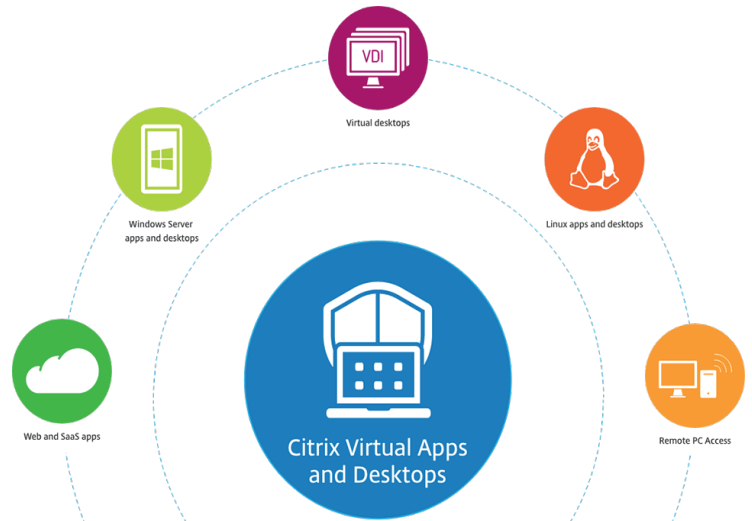 VDI
Virtual desktops
Windows Server
apps and desktops
Linux apps and desktops
Web and SaaS apps
Remote PC Access
Citrix Virtual Apps
and Desktops